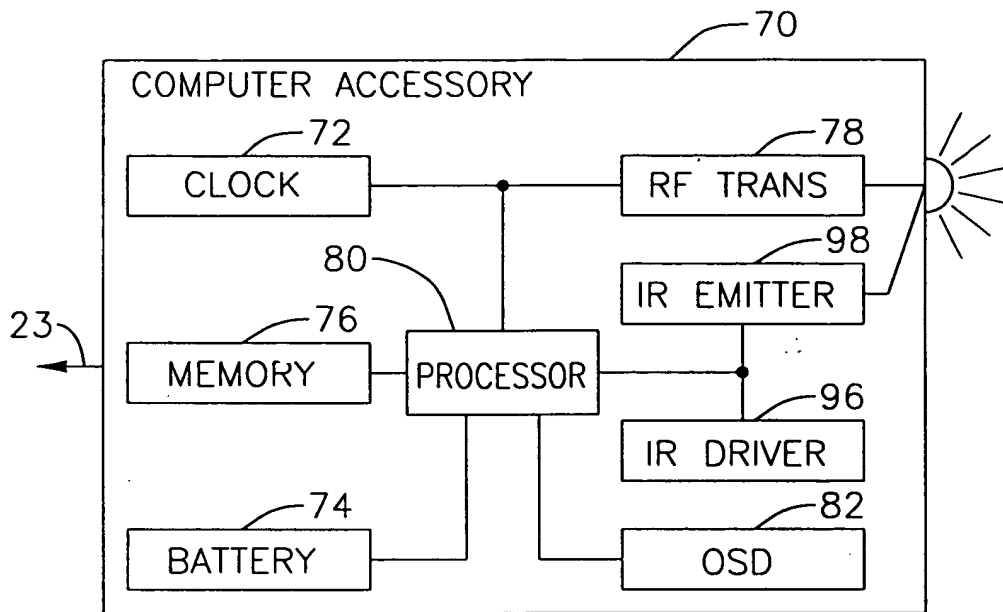 70
COMPUTER ACCESSORY
72
78
CLOCK
RF TRANS
80
98
IR EMITTER
23
76
MEMORY
PROCESSOR
96
IR DRIVER
74
82
BATTERY
OSD